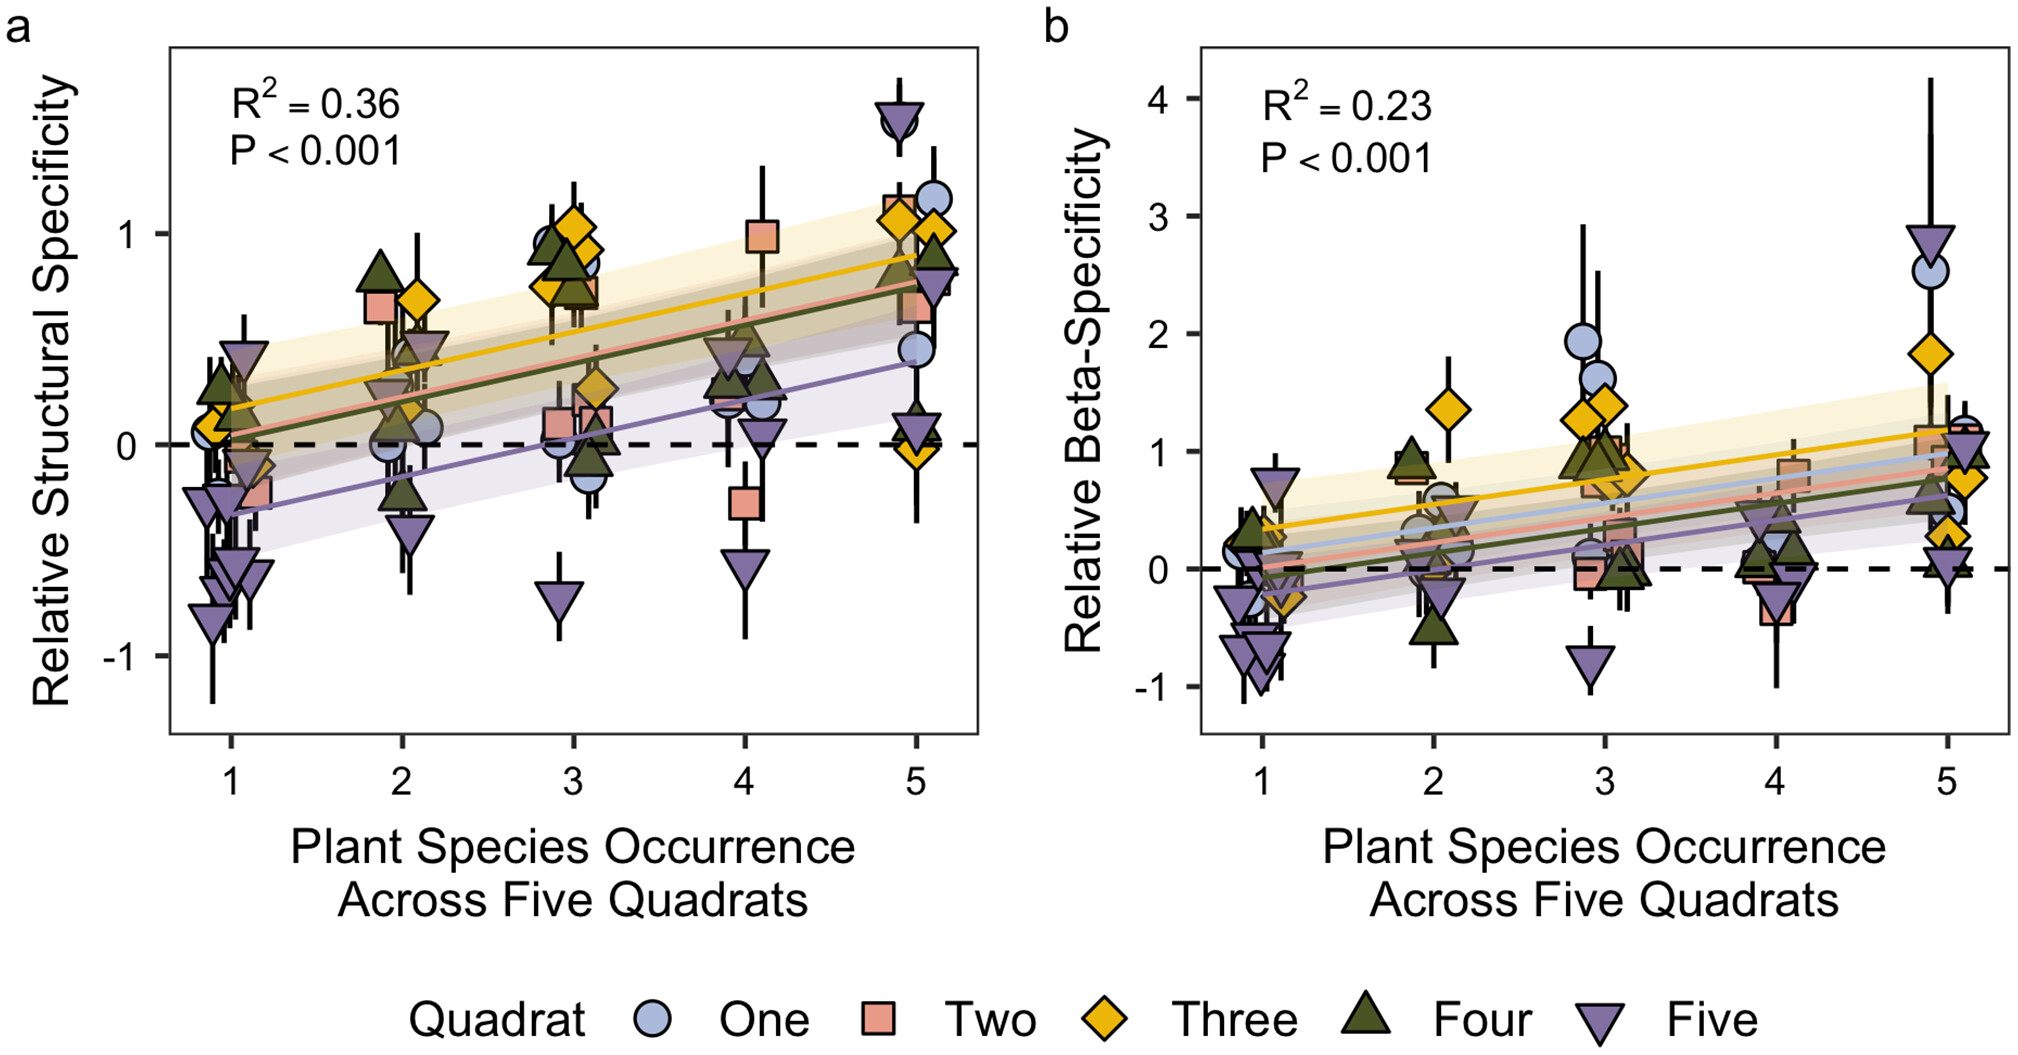 a
Relative Structural Specificity
R² = 0.36
P < 0.001
1
0
-1
1 2 3 4 5
Plant Species Occurrence
Across Five Quadrats
b
Relative Beta-Specificity
R² = 0.23
P < 0.001
4
3
2
1
0
-1
1 2 3 4 5
Plant Species Occurrence
Across Five Quadrats
Quadrat One Two Three Four Five